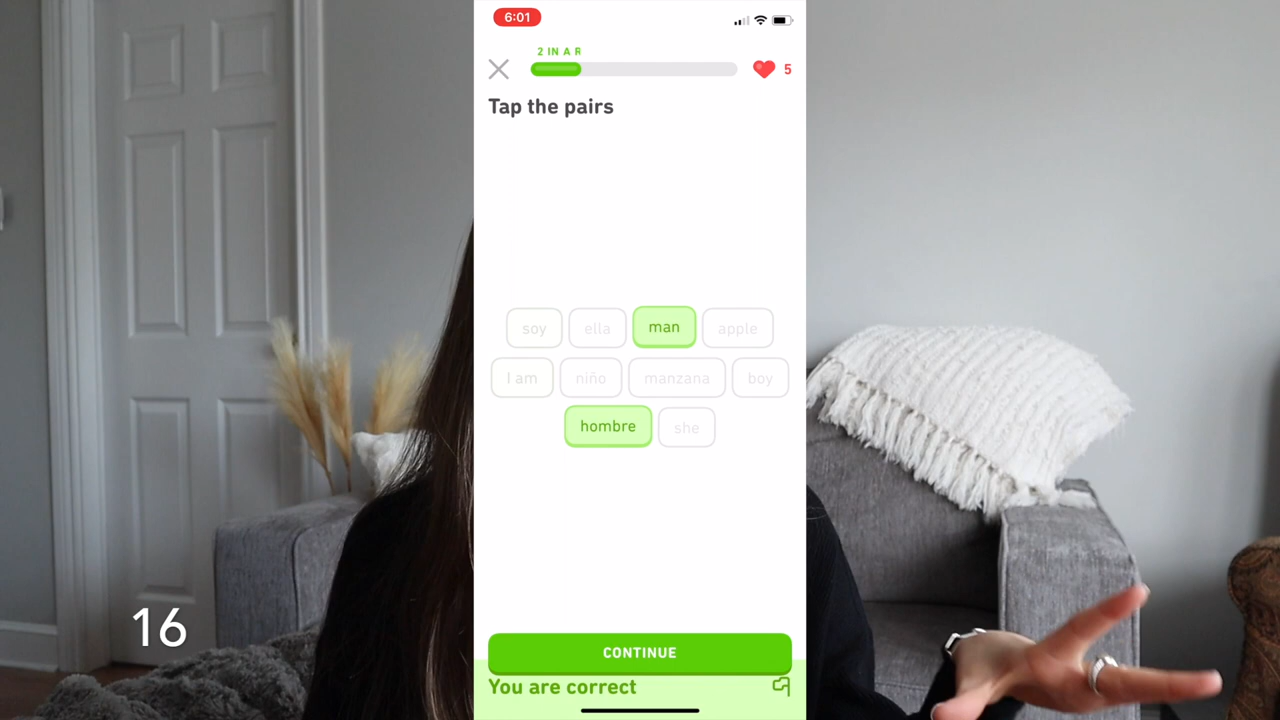 6:01
2 IN A R
5
Tap the pairs
soy ella man apple
I am niño manzana boy
hombre she
CONTINUE
You are correct
16